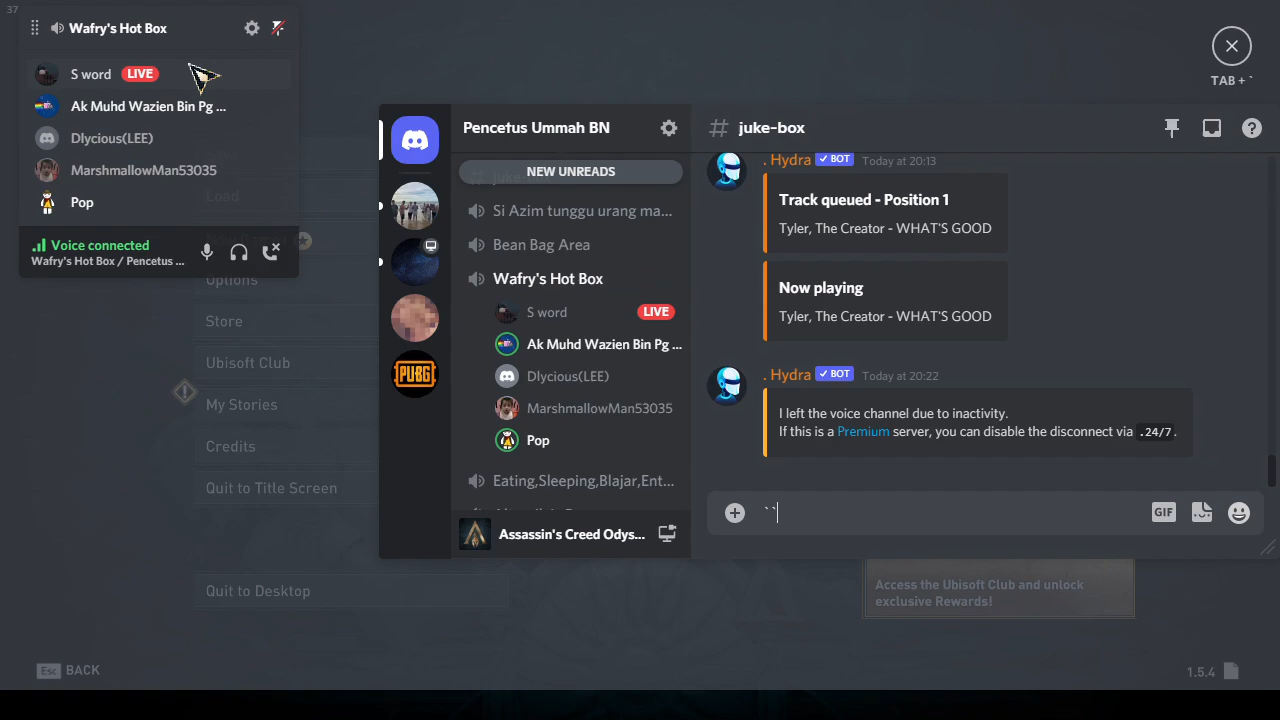 37
Wafry's Hot Box
S word LIVE
Ak Muhd Wazien Bin Pg ...
Dlycious(LEE)
MarshmallowMan53035
Pop
Voice connected
Wafry's Hot Box / Pencetus ...
Load
Options
Store
Ubisoft Club
My Stories
Credits
Quit to Title Screen
Quit to Desktop
Esc BACK
Pencetus Ummah BN
NEW UNREADS
Si Azim tunggu urang ma...
Bean Bag Area
Wafry's Hot Box
S word LIVE
Ak Muhd Wazien Bin Pg ...
Dlycious(LEE)
MarshmallowMan53035
Pop
Eating,Sleeping,Blajar,Ent...
PUBG
Assassin's Creed Odys...
# juke-box
. Hydra ✓ BOT Today at 20:13
Track queued - Position 1
Tyler, The Creator - WHAT'S GOOD
Now playing
Tyler, The Creator - WHAT'S GOOD
. Hydra ✓ BOT Today at 20:22
I left the voice channel due to inactivity.
If this is a Premium server, you can disable the disconnect via .24/7.
``
GIF
TAB + `
Access the Ubisoft Club and unlock
exclusive Rewards!
1.5.4